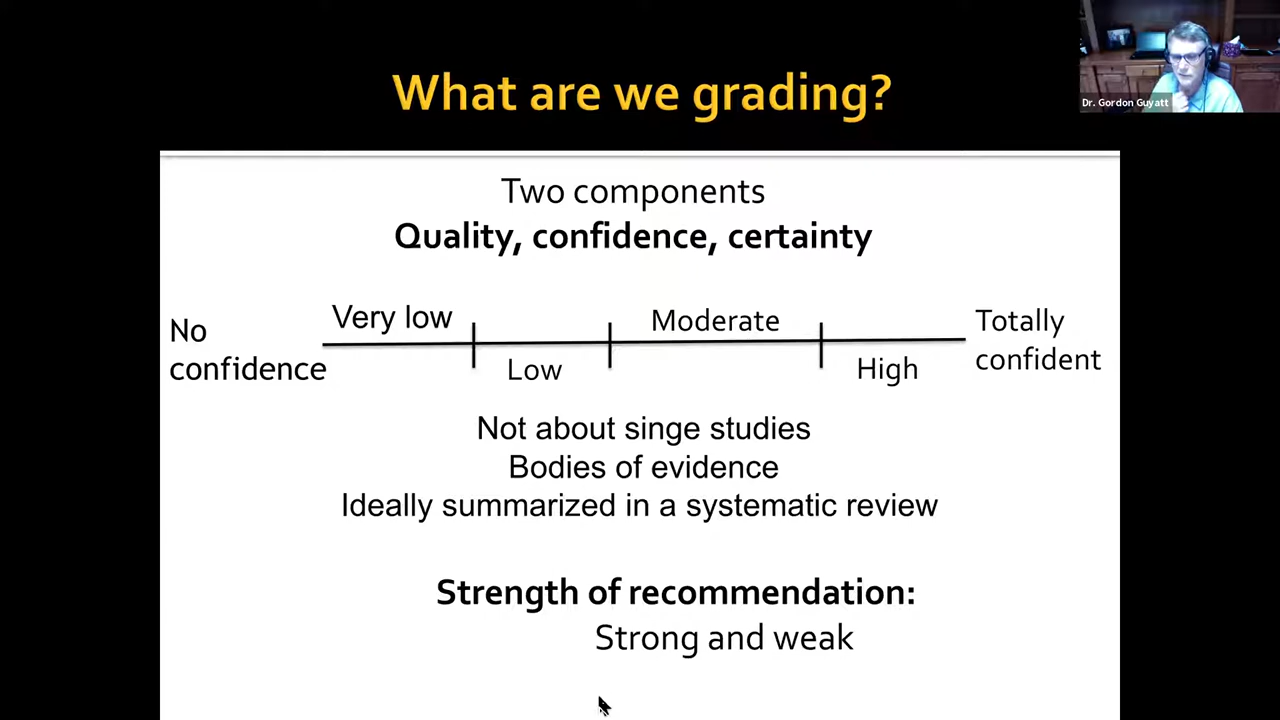 What are we grading?
Dr. Gordon Guyatt
Two components
Quality, confidence, certainty
No confidence
Very low
Low
Moderate
High
Totally confident
Not about singe studies
Bodies of evidence
Ideally summarized in a systematic review
Strength of recommendation:
Strong and weak